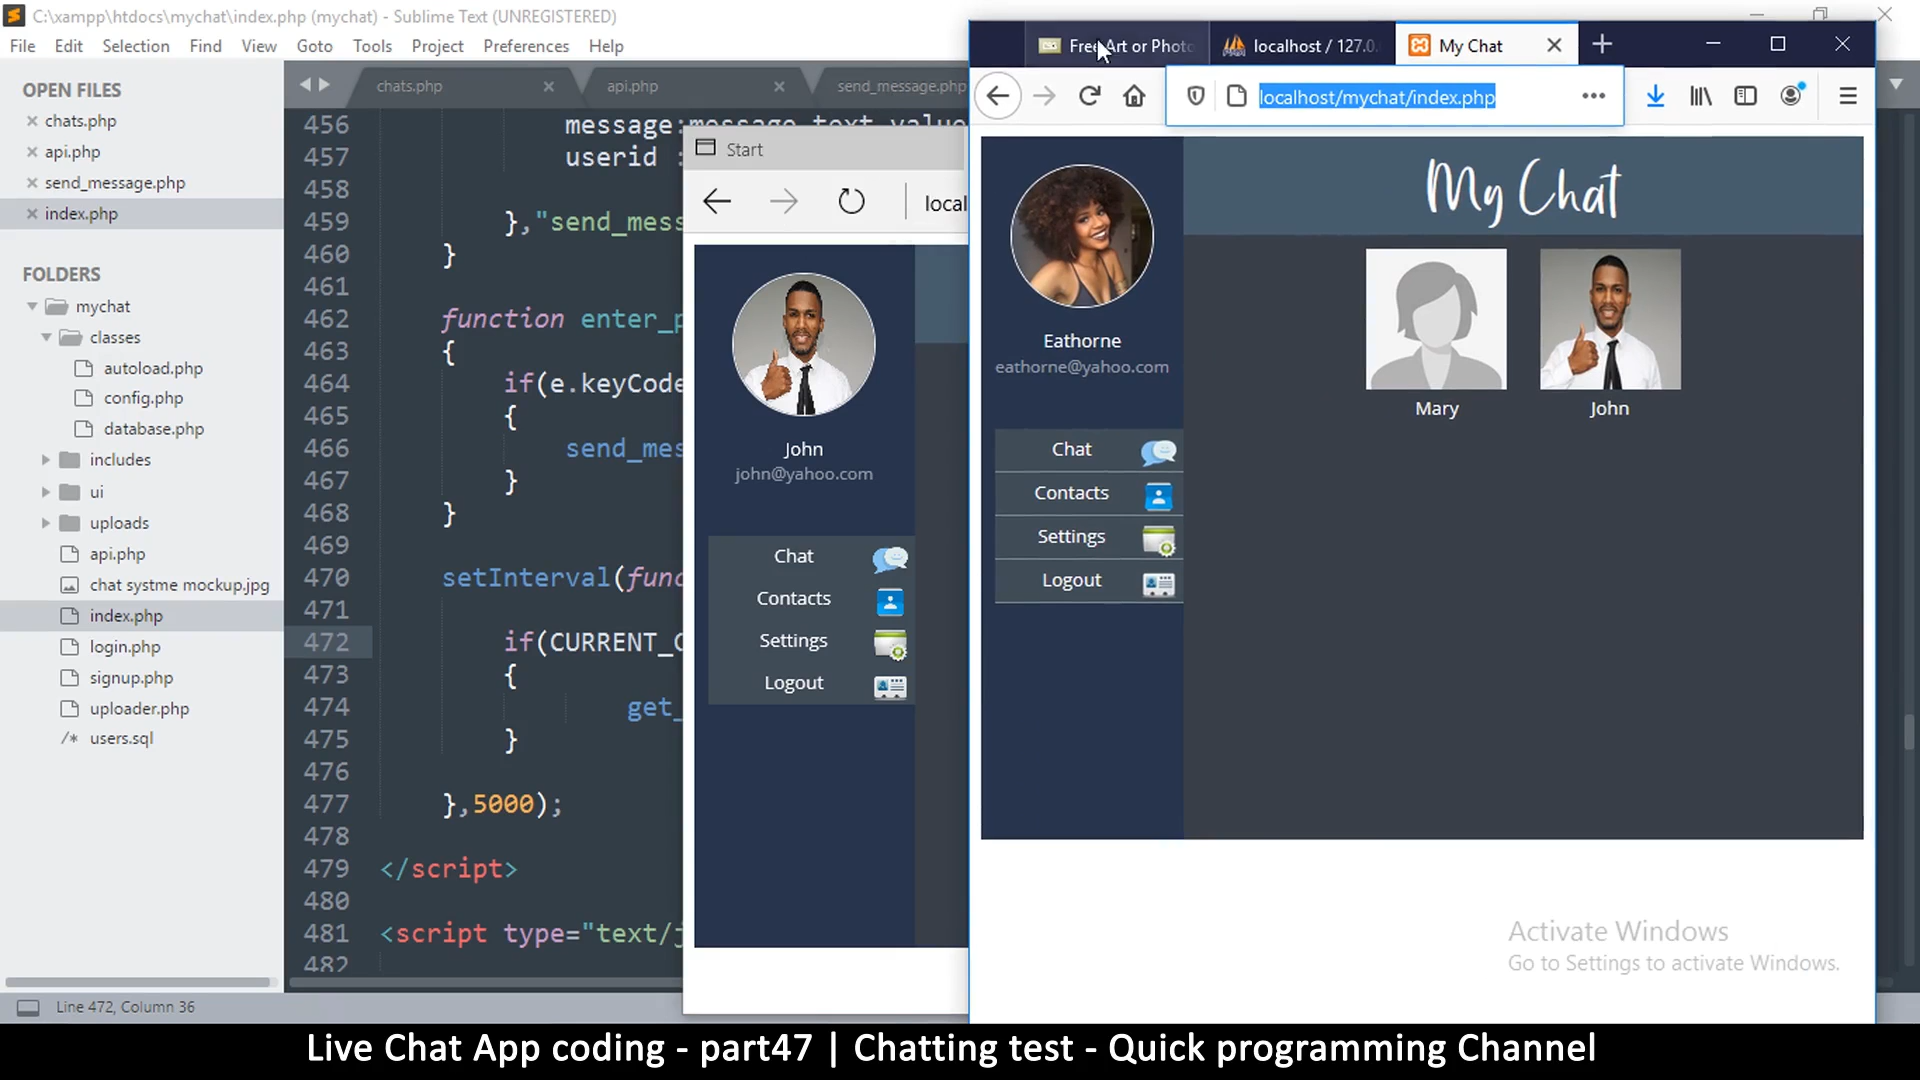 C:\xampp\htdocs\mychat\index.php (mychat) - Sublime Text (UNREGISTERED)
File Edit Selection Find View Goto Tools Project Preferences Help
OPEN FILES
chats.php
api.php
send_message.php
index.php
FOLDERS
mychat
classes
autoload.php
config.php
database.php
includes
ui
uploads
api.php
chat systme mockup.jpg
index.php
login.php
signup.php
uploader.php
users.sql
chats.php api.php send_message.php
456 message:message_text.value
457 userid :
458
459 },"send_mess
460 }
461
462 function enter_p
463 {
464 if(e.keyCode
465 {
466 send_mes
467 }
468 }
469
470 setInterval(func
471
472 if(CURRENT_C
473 {
474 get_
475 }
476
477 },5000);
478
479 </script>
480
481 <script type="text/j
482
Line 472, Column 36
Start
local
John
john@yahoo.com
Chat
Contacts
Settings
Logout
Free Art or Photo localhost / 127.0. My Chat
localhost/mychat/index.php
My Chat
Eathorne
eathorne@yahoo.com
Chat
Contacts
Settings
Logout
Mary John
Activate Windows
Go to Settings to activate Windows.
Live Chat App coding - part47 | Chatting test - Quick programming Channel